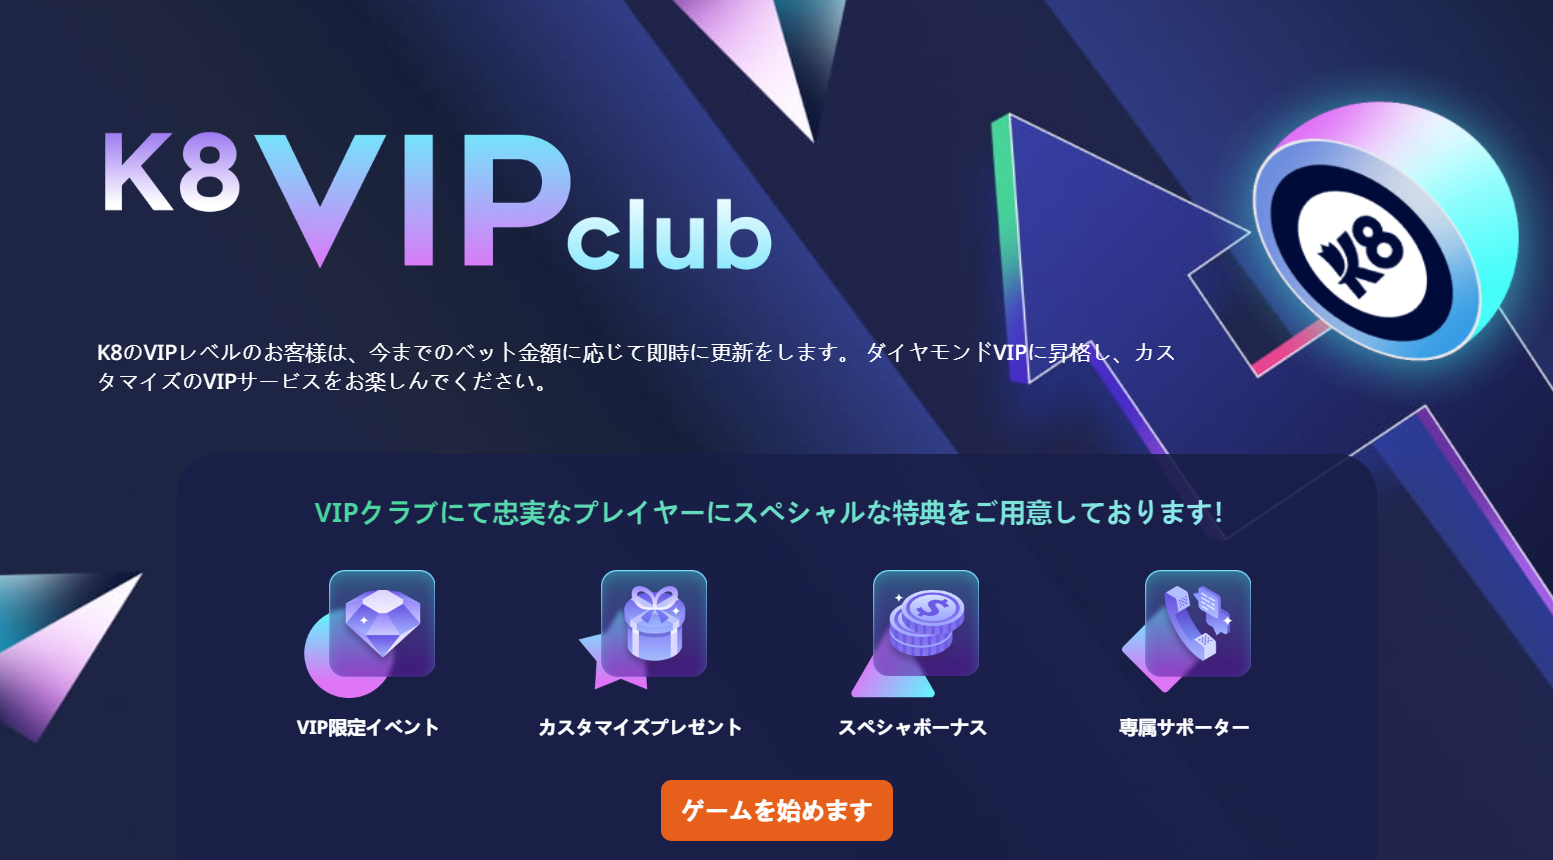 K8 VIP club
K8
K8のVIPレベルのお客様は、今までのベット金額に応じて即時に更新をします。 ダイヤモンドVIPに昇格し、カス
タマイズのVIPサービスをお楽しんでください。
VIPクラブにて忠実なプレイヤーにスペシャルな特典をご用意しております！
VIP限定イベント
カスタマイズプレゼント
スペシャボーナス
専属サポーター
ゲームを始めます